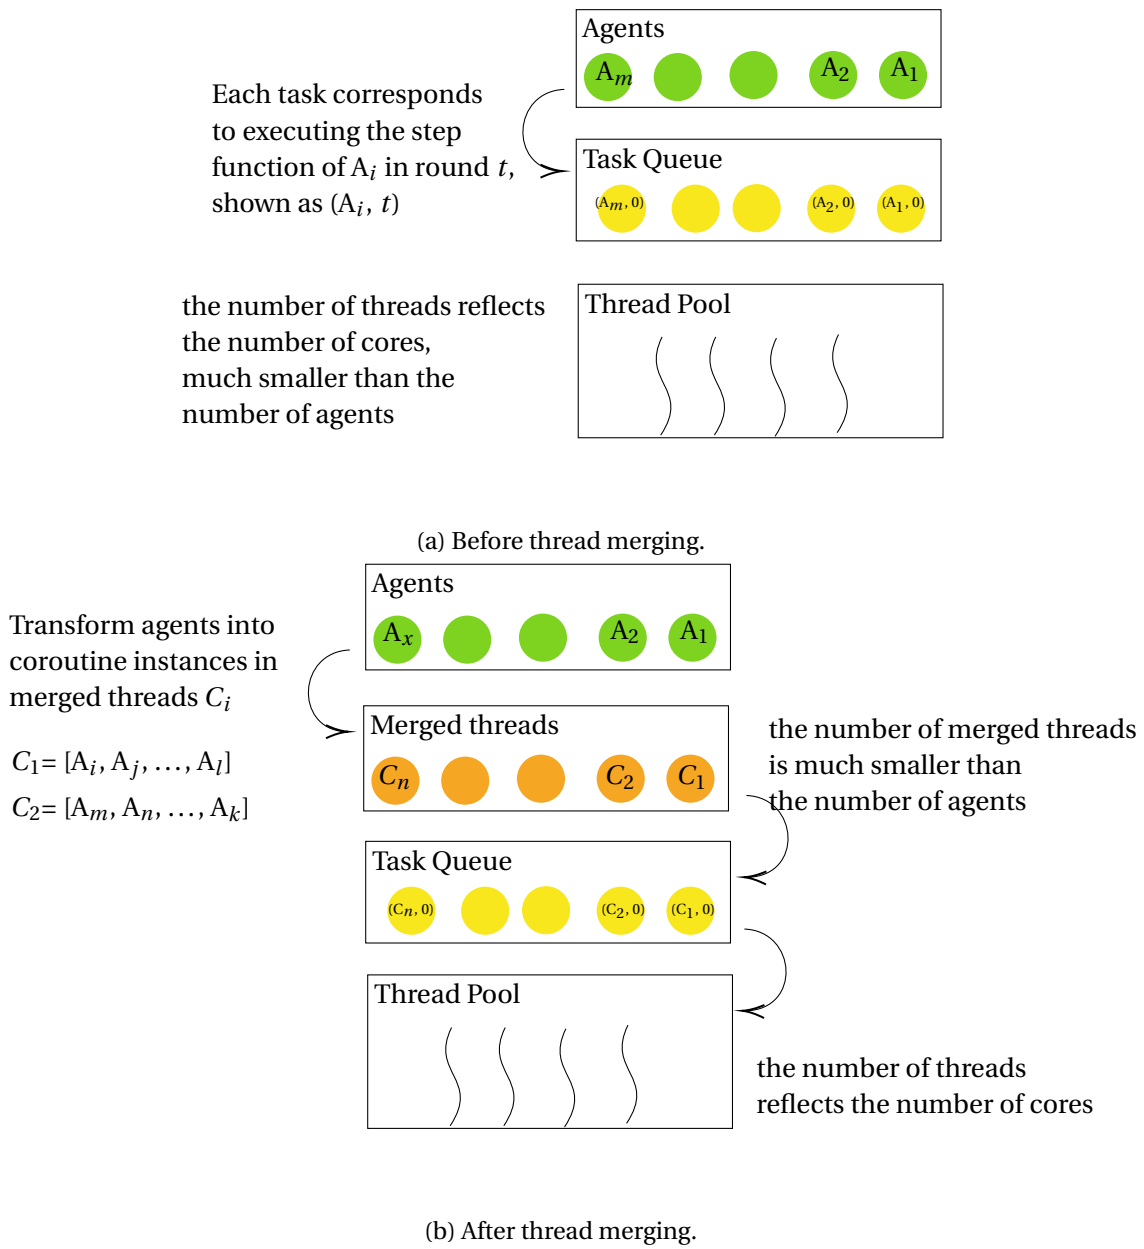 Agents
Aₘ A₂ A₁
Each task corresponds
to executing the step
function of Aᵢ in round t,
shown as (Aᵢ, t)
Task Queue
(Aₘ, 0) (A₂, 0) (A₁, 0)
the number of threads reflects
the number of cores,
much smaller than the
number of agents
Thread Pool
(a) Before thread merging.
Agents
Aₓ A₂ A₁
Transform agents into
coroutine instances in
merged threads Cᵢ
C₁= [Aᵢ, Aⱼ, …, Aₗ]
C₂= [Aₘ, Aₙ, …, Aₖ]
Merged threads
Cₙ C₂ C₁
the number of merged threads
is much smaller than
the number of agents
Task Queue
(Cₙ, 0) (C₂, 0) (C₁, 0)
Thread Pool
the number of threads
reflects the number of cores
(b) After thread merging.